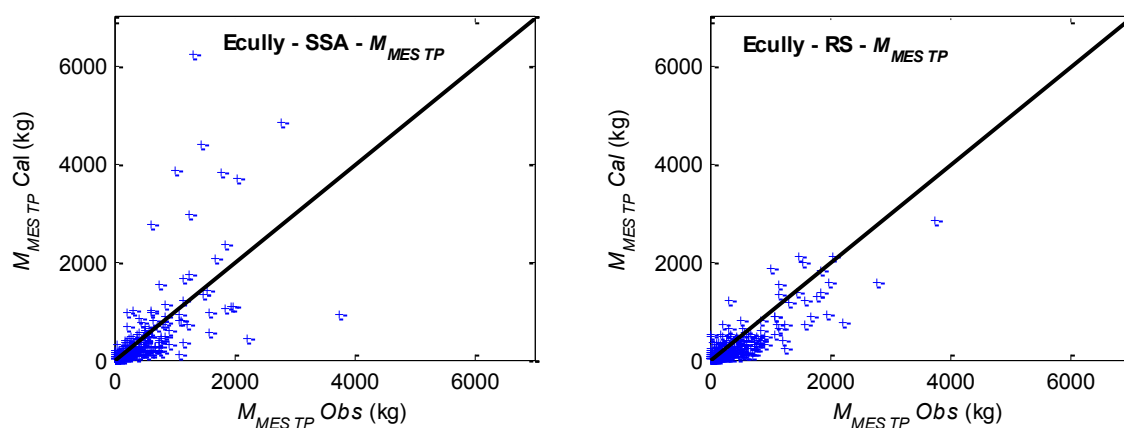 Ecully - SSA - M_MES TP
6000
4000
2000
0
0 2000 4000 6000
M_MES TP Cal (kg)
M_MES TP Obs (kg)
Ecully - RS - M_MES TP
6000
4000
2000
0
0 2000 4000 6000
M_MES TP Cal (kg)
M_MES TP Obs (kg)